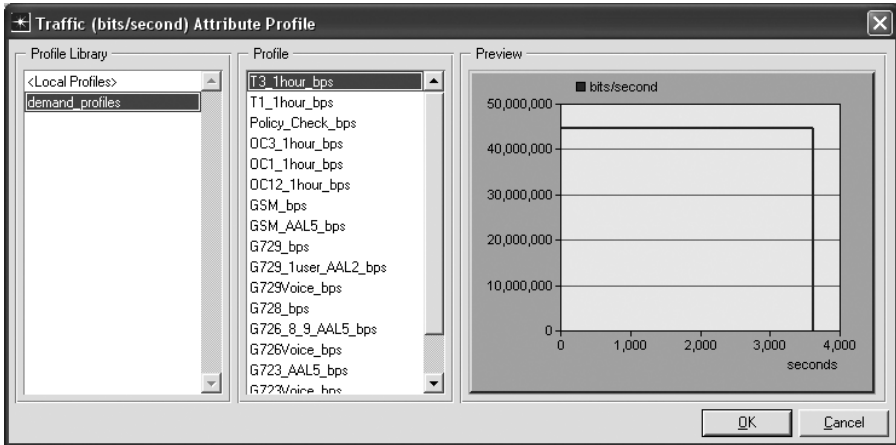 Traffic (bits/second) Attribute Profile
Profile Library
<Local Profiles>
demand_profiles
Profile
T3_1hour_bps
T1_1hour_bps
Policy_Check_bps
OC3_1hour_bps
OC1_1hour_bps
OC12_1hour_bps
GSM_bps
GSM_AAL5_bps
G729_bps
G729_1user_AAL2_bps
G729Voice_bps
G728_bps
G726_8_9_AAL5_bps
G726Voice_bps
G723_AAL5_bps
G723Voice_bps
Preview
bits/second
50,000,000
40,000,000
30,000,000
20,000,000
10,000,000
0
0 1,000 2,000 3,000 4,000
seconds
OK Cancel